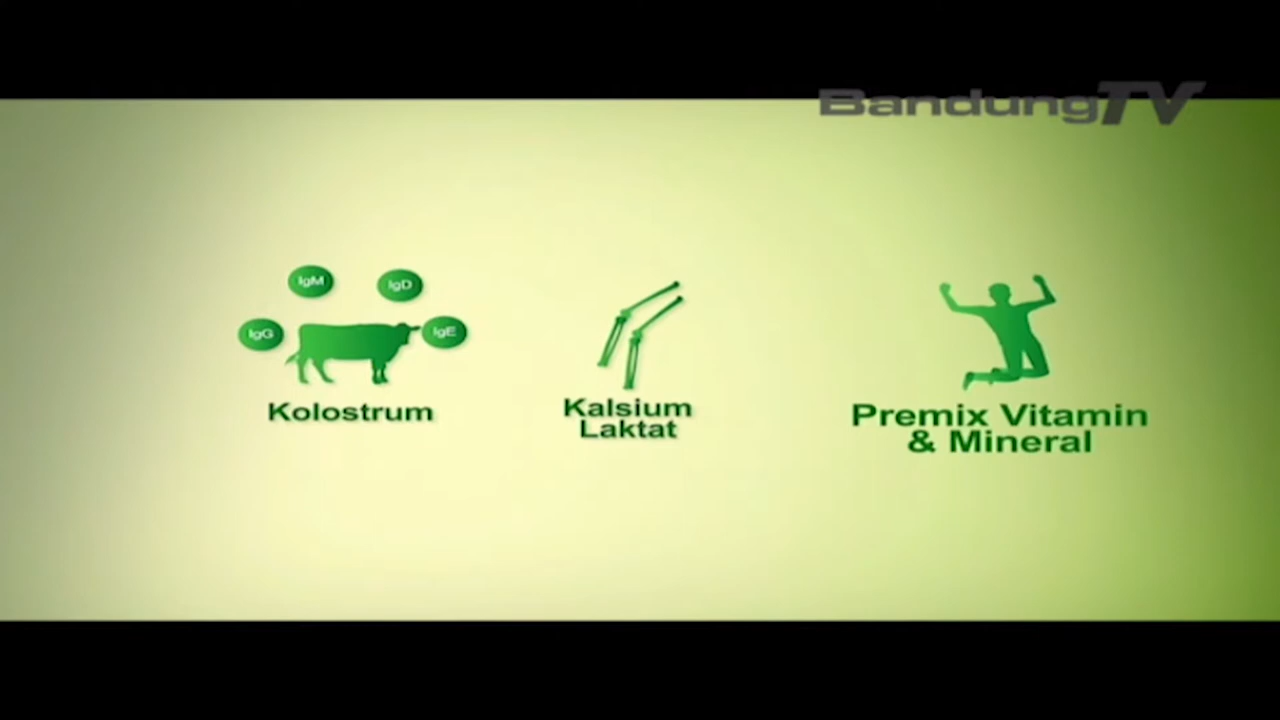 BandungTV
IgM
IgD
IgG
IgE
Kolostrum
Kalsium
Laktat
Premix Vitamin
& Mineral